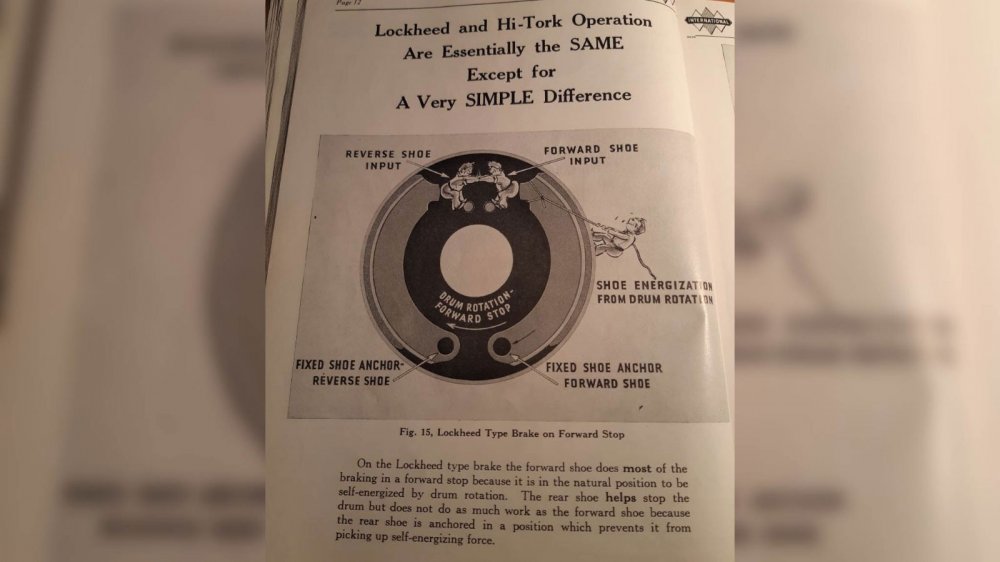 Page 12
INTERNATIONAL
Lockheed and Hi-Tork Operation
Are Essentially the SAME
Except for
A Very SIMPLE Difference
REVERSE SHOE
INPUT
FORWARD SHOE
INPUT
SHOE ENERGIZATION
FROM DRUM ROTATION
DRUM ROTATION-
FORWARD STOP
FIXED SHOE ANCHOR-
REVERSE SHOE
FIXED SHOE ANCHOR
FORWARD SHOE
Fig. 15, Lockheed Type Brake on Forward Stop
On the Lockheed type brake the forward shoe does most of the
braking in a forward stop because it is in the natural position to be
self-energized by drum rotation. The rear shoe helps stop the
drum but does not do as much work as the forward shoe because
the rear shoe is anchored in a position which prevents it from
picking up self-energizing force.